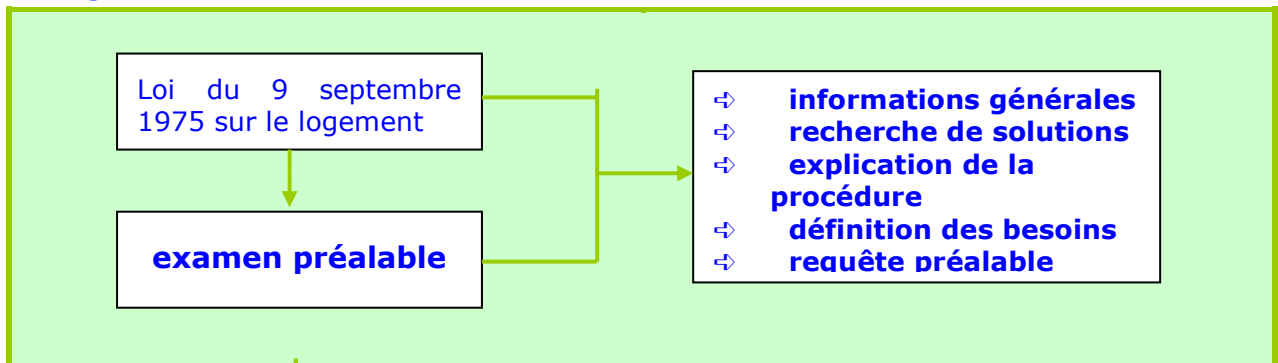 Loi du 9 septembre
1975 sur le logement
examen préalable
➪ informations générales
➪ recherche de solutions
➪ explication de la
procédure
➪ définition des besoins
➪ requête préalable